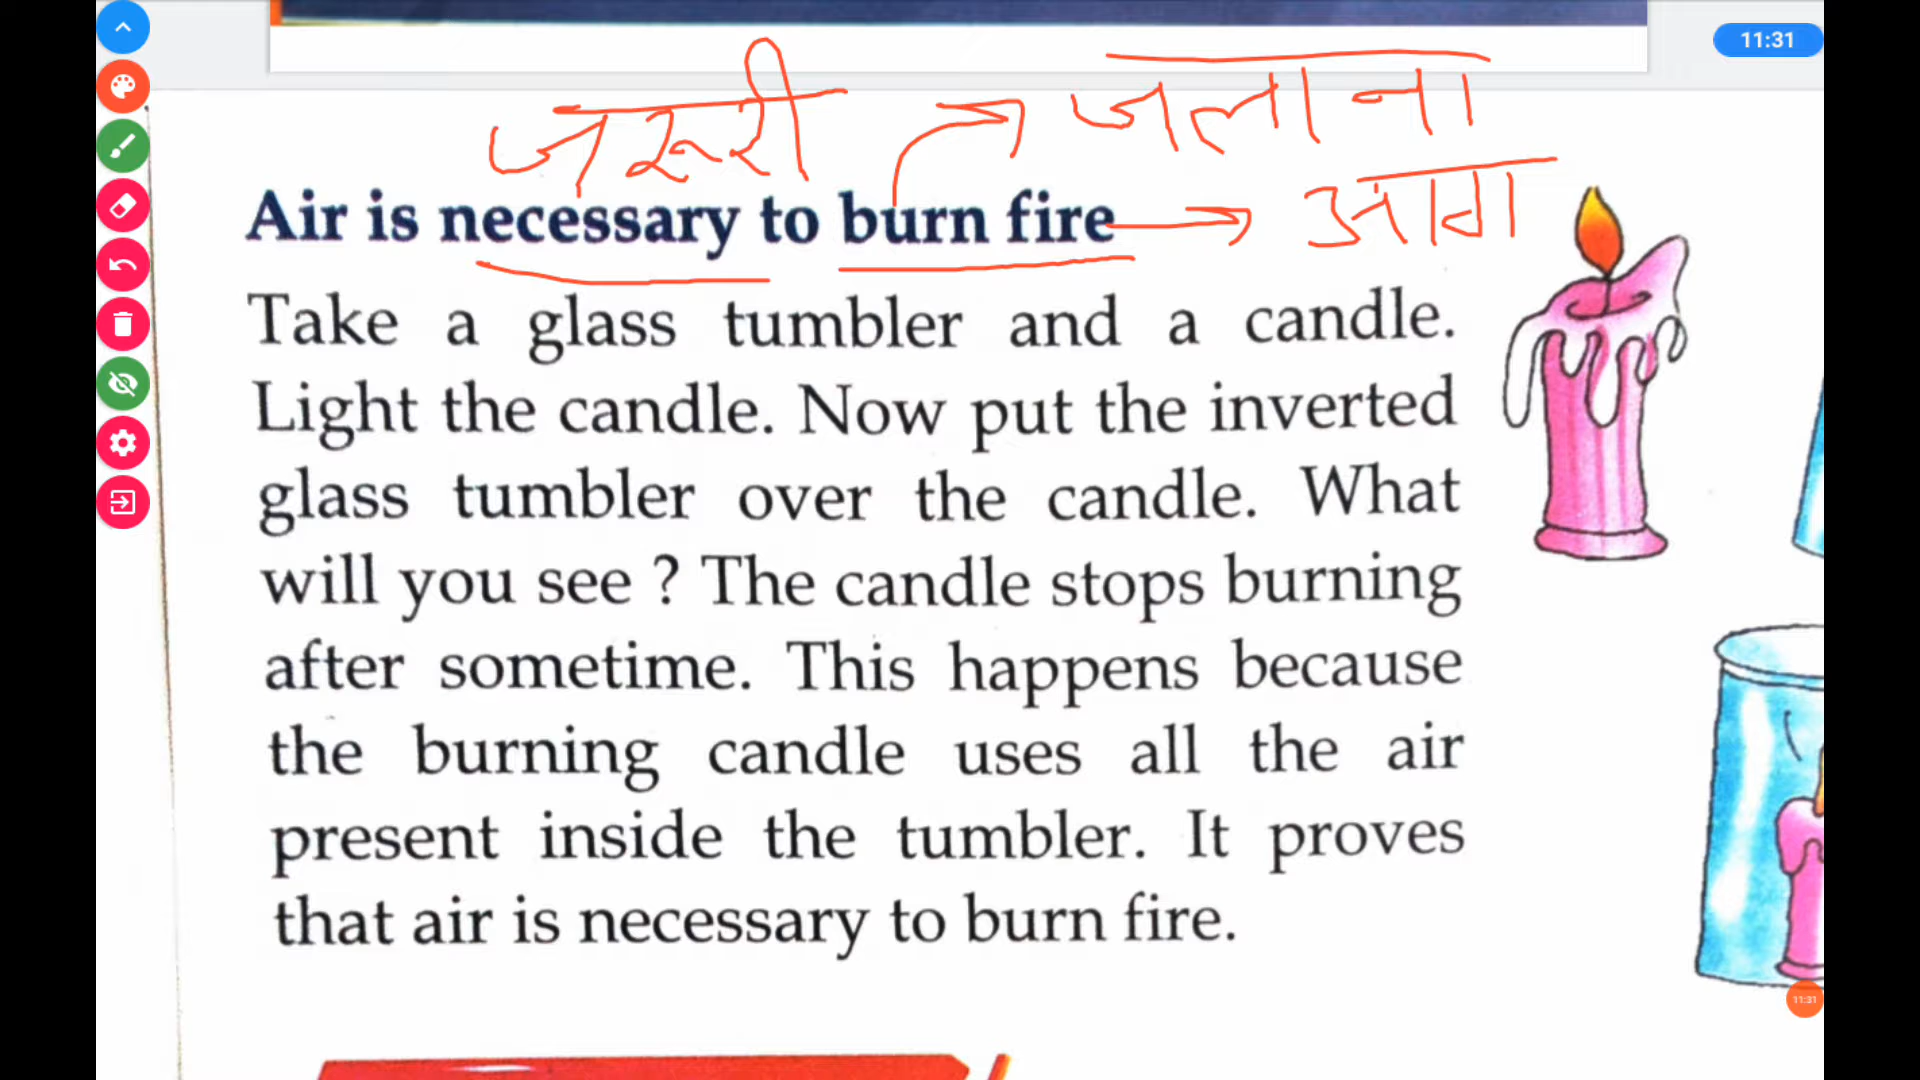 11:31
जरूरी जलाना
Air is necessary to burn fire आग
Take a glass tumbler and a candle.
Light the candle. Now put the inverted
glass tumbler over the candle. What
will you see ? The candle stops burning
after sometime. This happens because
the burning candle uses all the air
present inside the tumbler. It proves
that air is necessary to burn fire.
11:31